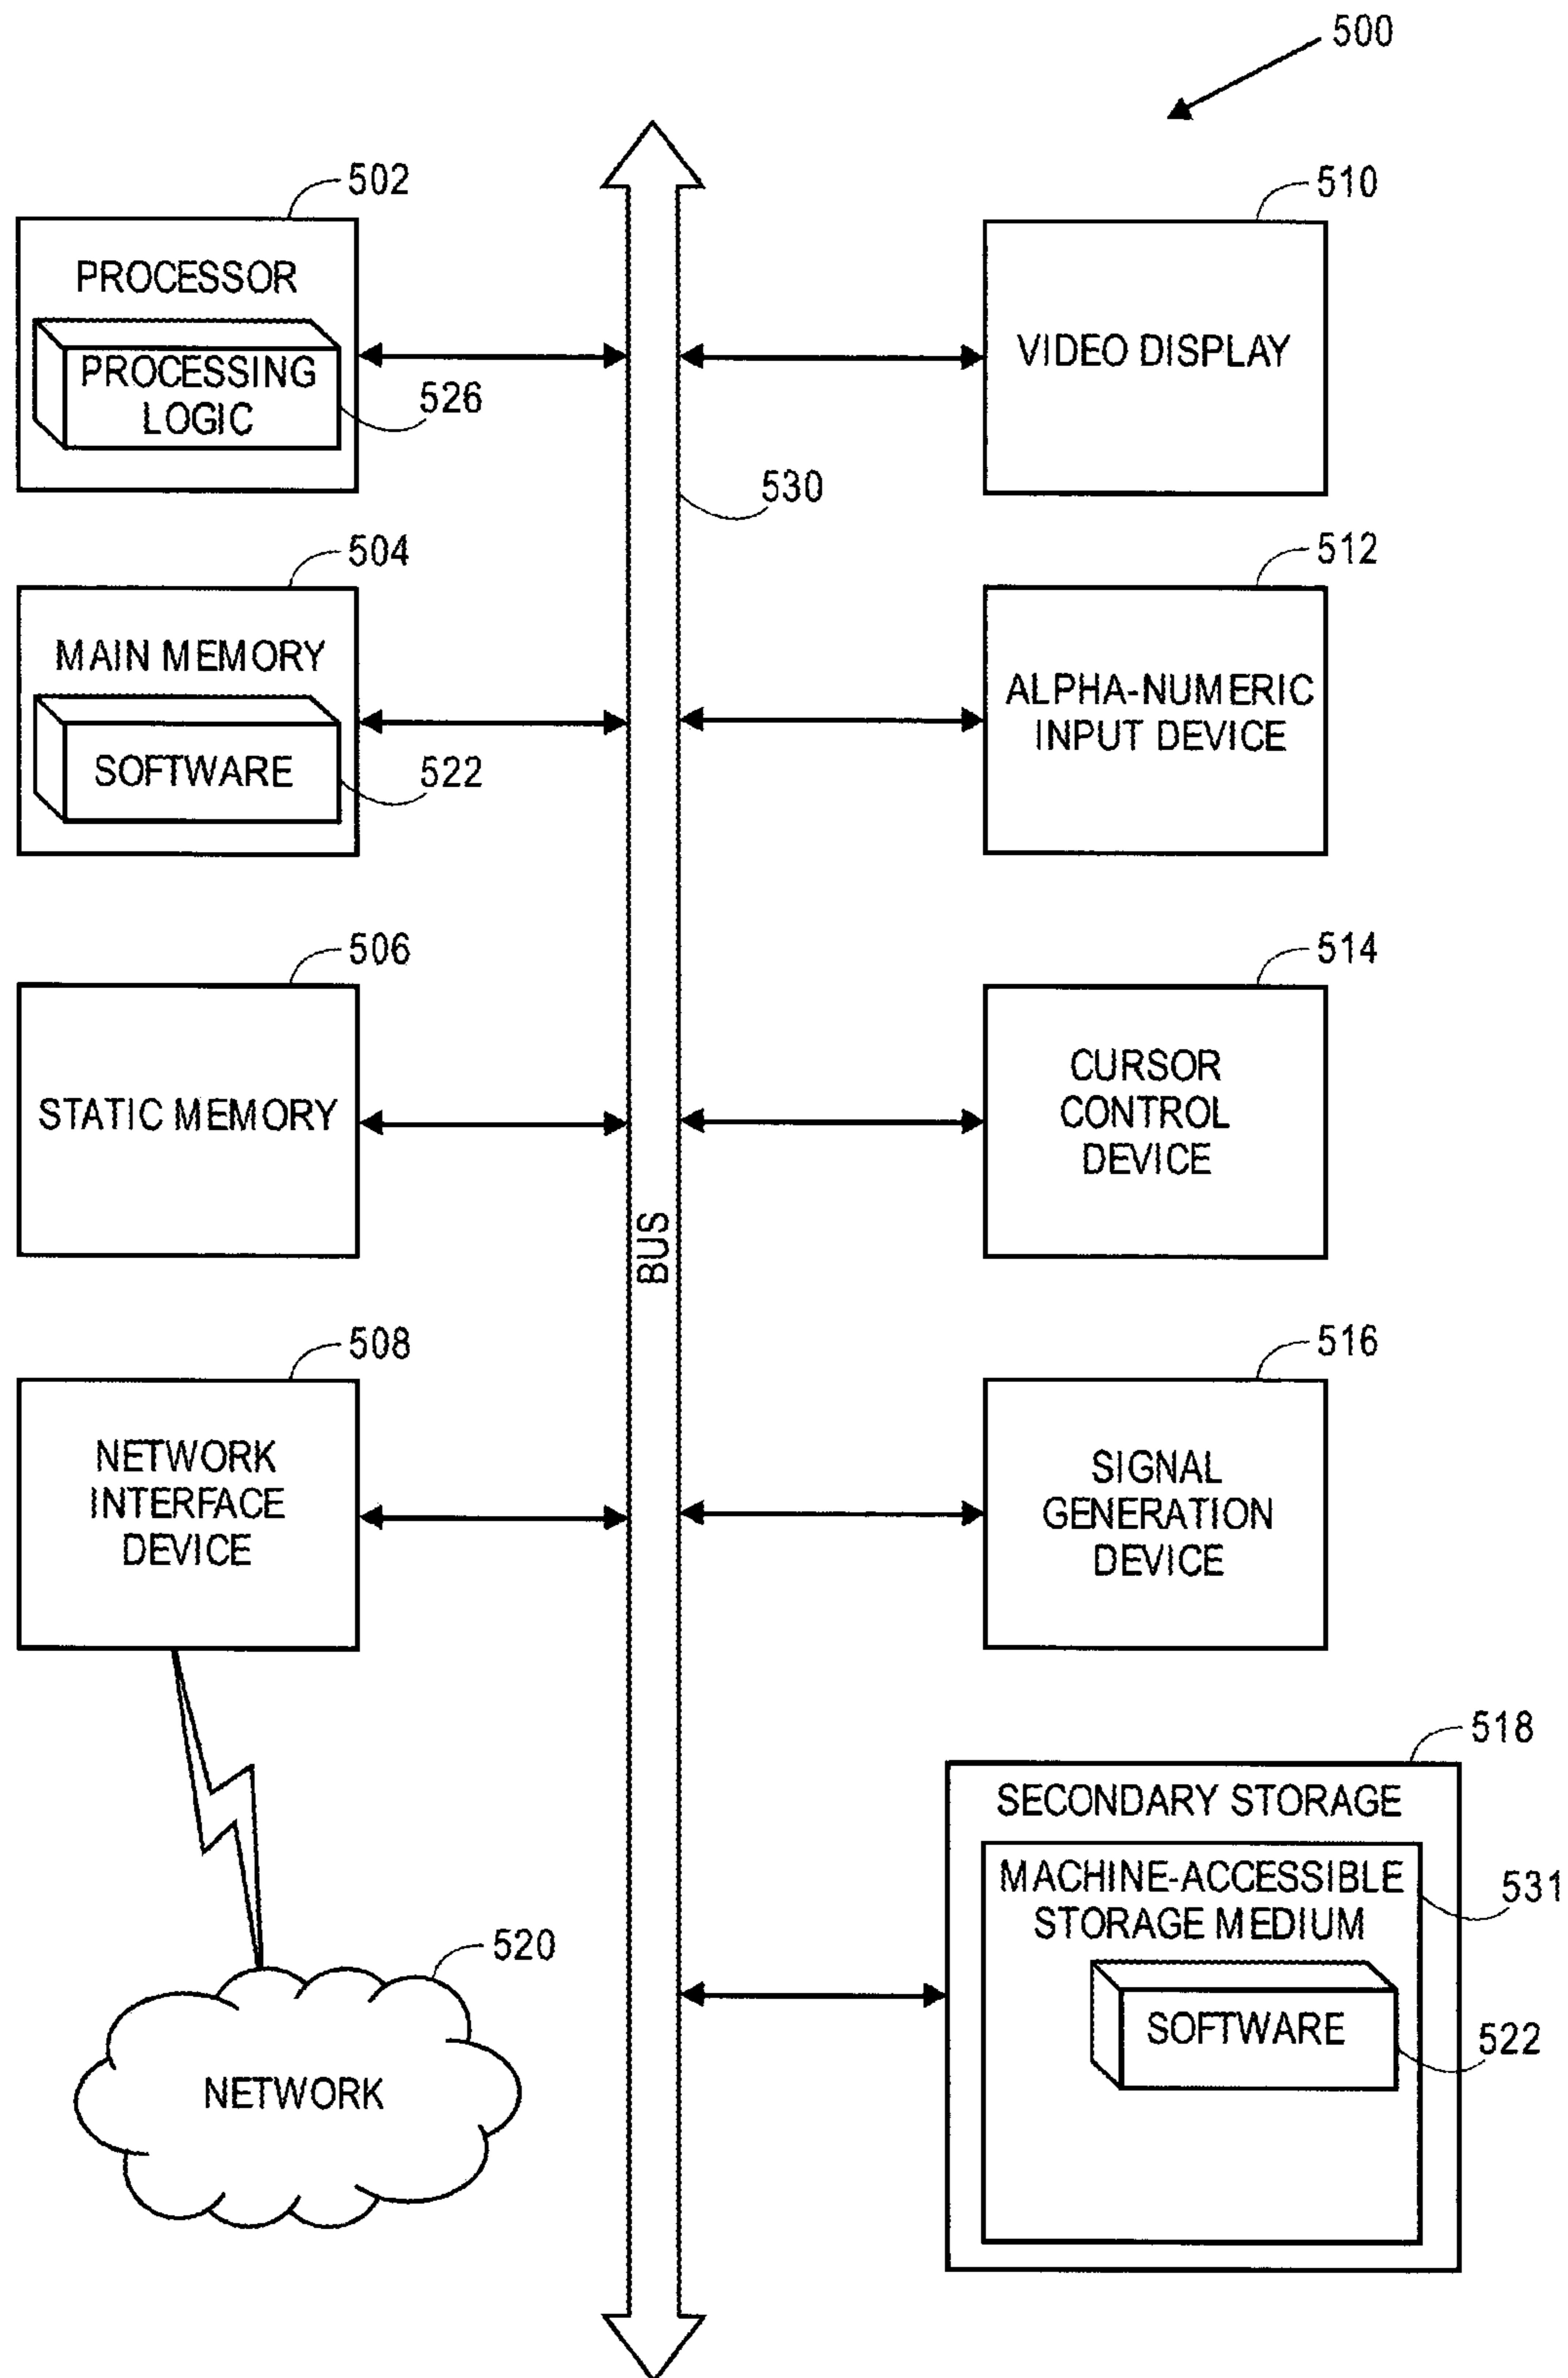 500
502
PROCESSOR
PROCESSING
LOGIC
526
504
MAIN MEMORY
SOFTWARE
522
506
STATIC MEMORY
508
NETWORK
INTERFACE
DEVICE
520
NETWORK
530
BUS
510
VIDEO DISPLAY
512
ALPHA-NUMERIC
INPUT DEVICE
514
CURSOR
CONTROL
DEVICE
516
SIGNAL
GENERATION
DEVICE
518
SECONDARY STORAGE
MACHINE-ACCESSIBLE
STORAGE MEDIUM
531
SOFTWARE
522